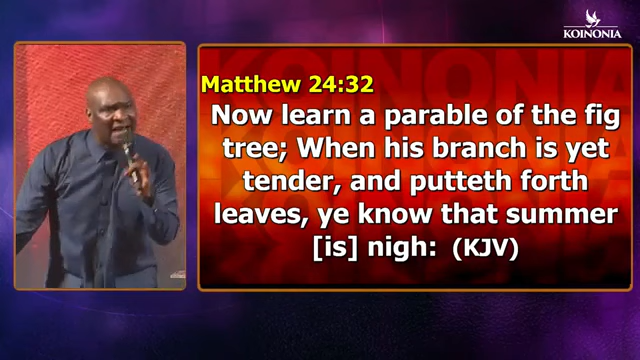 KOINONIA
Matthew 24:32
Now learn a parable of the fig
tree; When his branch is yet
tender, and putteth forth
leaves, ye know that summer
[is] nigh: (KJV)